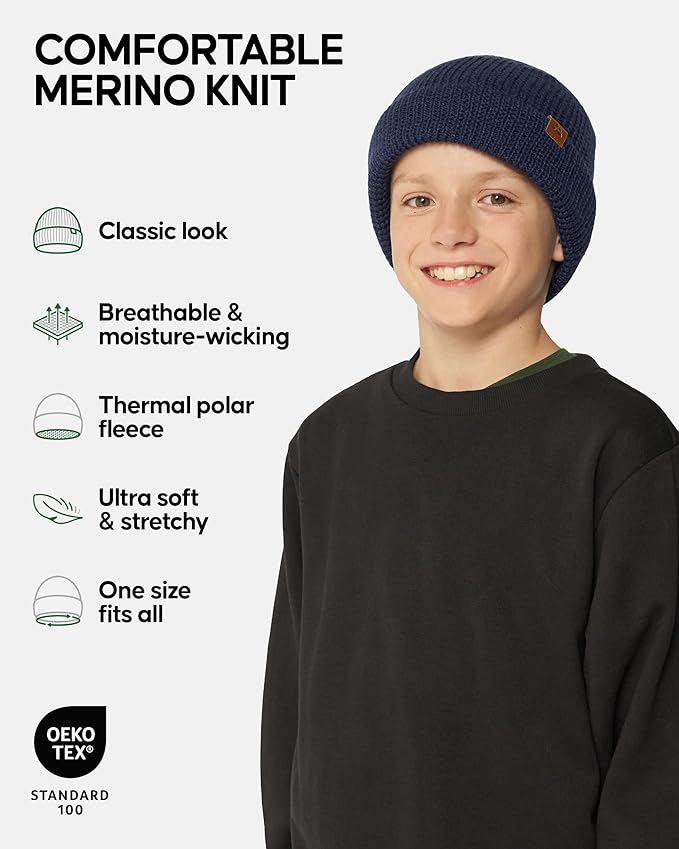 COMFORTABLE
MERINO KNIT
Classic look
Breathable &
moisture-wicking
Thermal polar
fleece
Ultra soft
& stretchy
One size
fits all
OEKO
TEX®
STANDARD
100